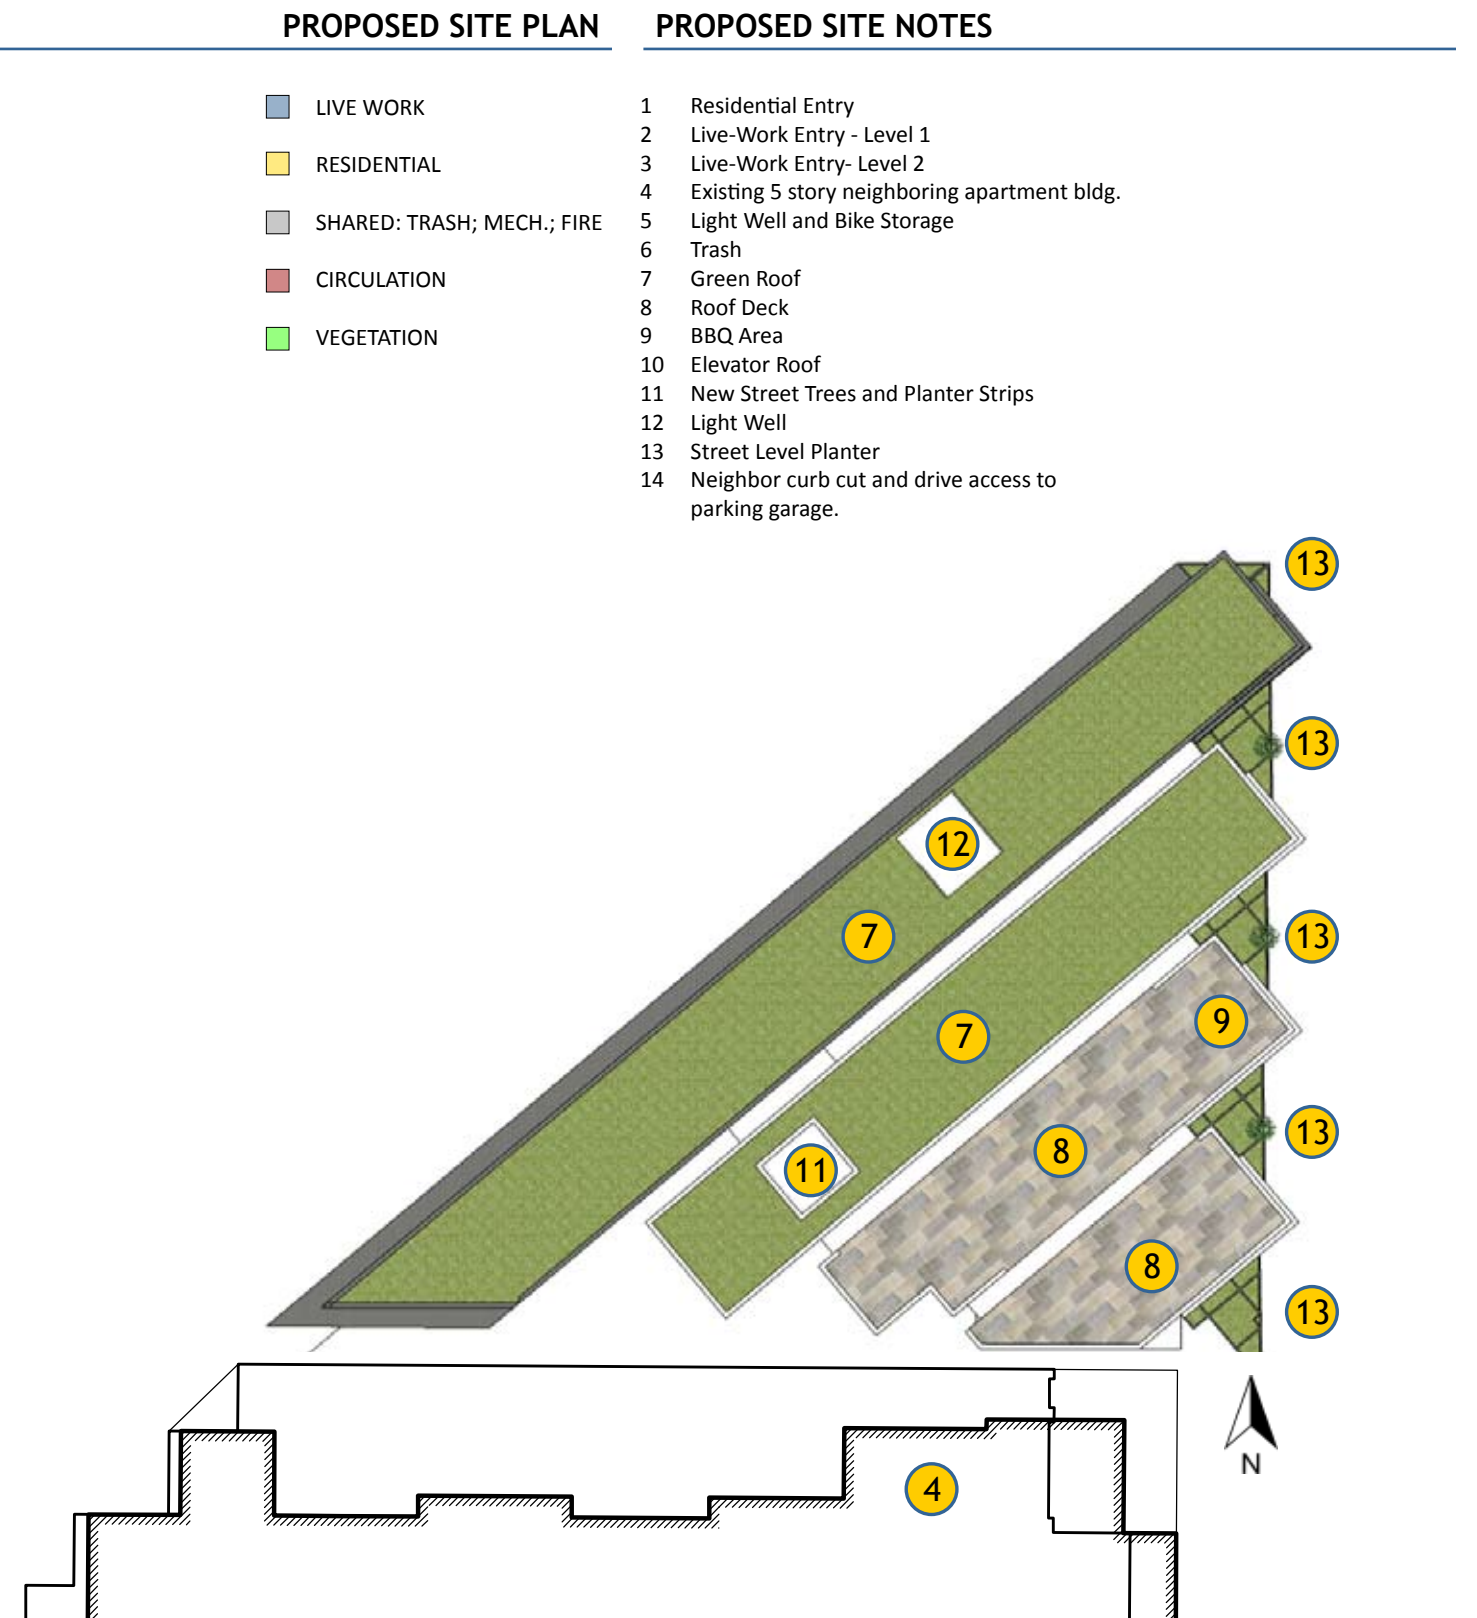 PROPOSED SITE PLAN
PROPOSED SITE NOTES
LIVE WORK
RESIDENTIAL
SHARED: TRASH; MECH.; FIRE
CIRCULATION
VEGETATION
1 Residential Entry
2 Live-Work Entry - Level 1
3 Live-Work Entry- Level 2
4 Existing 5 story neighboring apartment bldg.
5 Light Well and Bike Storage
6 Trash
7 Green Roof
8 Roof Deck
9 BBQ Area
10 Elevator Roof
11 New Street Trees and Planter Strips
12 Light Well
13 Street Level Planter
14 Neighbor curb cut and drive access to
parking garage.
13
13
12
7
13
9
7
13
8
11
8
13
N
4